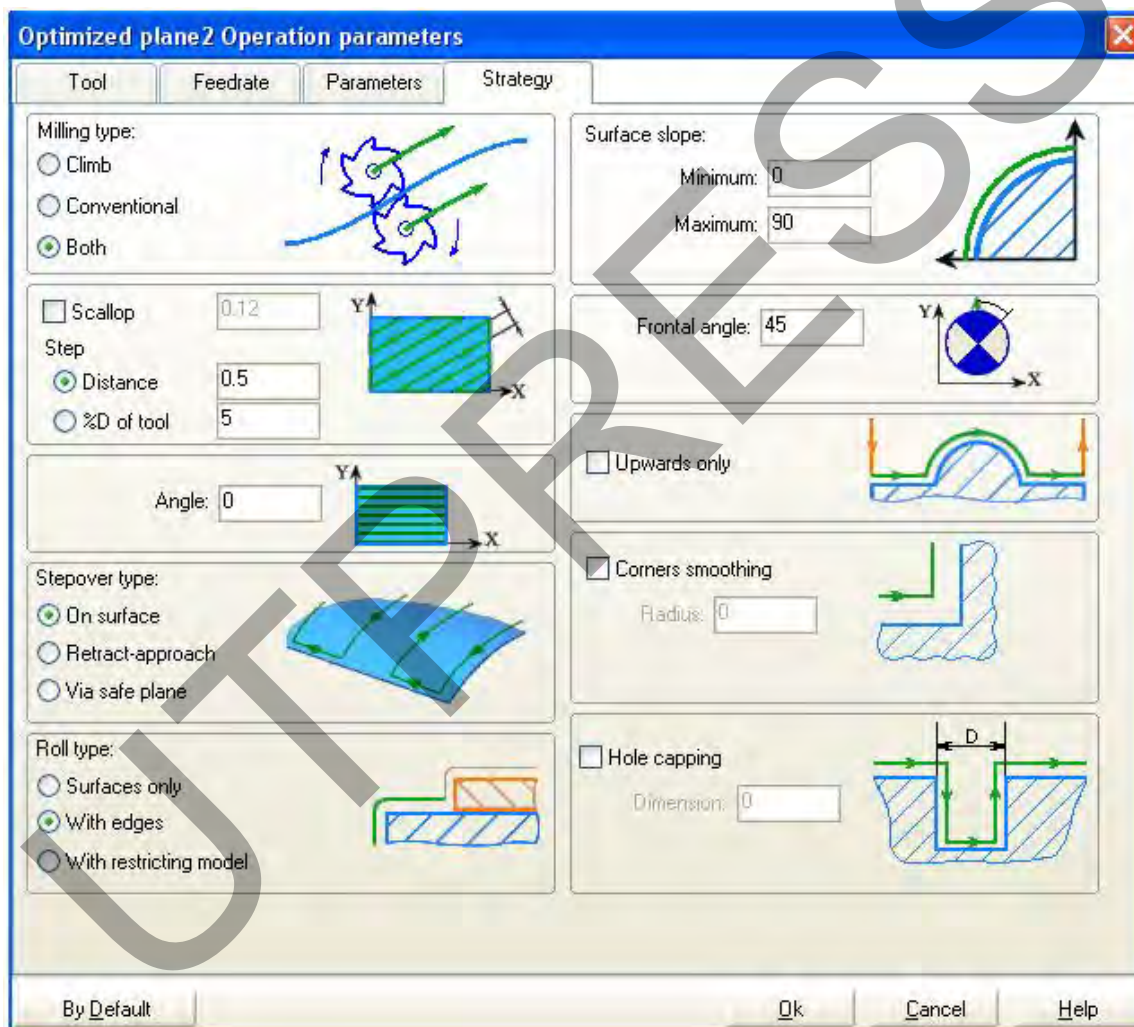 Optimized plane2 Operation parameters
Tool
Feedrate
Parameters
Strategy
Milling type:
Climb
Conventional
Both
Scallop
0.12
Step
Distance
0.5
%D of tool
5
Y
X
Angle: 0
Y
X
Stepover type:
On surface
Retract-approach
Via safe plane
Roll type:
Surfaces only
With edges
With restricting model
Surface slope:
Minimum: 0
Maximum: 90
Frontal angle: 45
Y
X
Upwards only
Corners smoothing
Radius: 0
Hole capping
Dimension: 0
D
By Default
Ok
Cancel
Help
UTPRESS